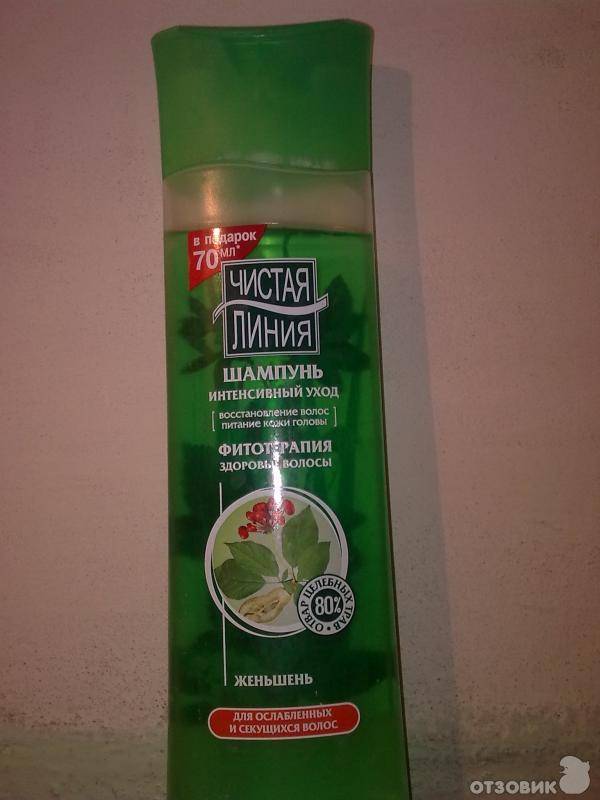 в подарок
70 мл*
ЧИСТАЯ
ЛИНИЯ
ШАМПУНЬ
ИНТЕНСИВНЫЙ УХОД
[ восстановление волос
питание кожи головы ]
ФИТОТЕРАПИЯ
ЗДОРОВЫЕ ВОЛОСЫ
80%
ОТВАР ЦЕЛЕБНЫХ ТРАВ
ЖЕНЬШЕНЬ
ДЛЯ ОСЛАБЛЕННЫХ
И СЕКУЩИХСЯ ВОЛОС
ОТЗОВИК